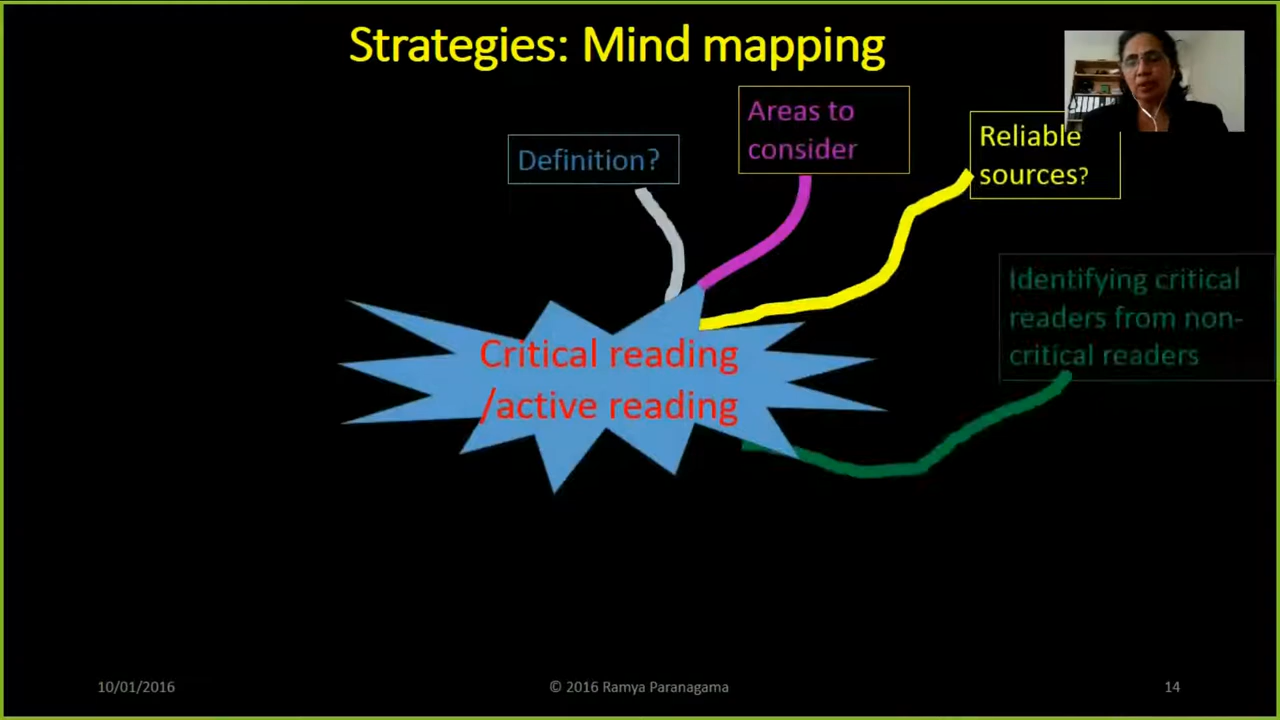 Strategies: Mind mapping
Areas to
consider
Definition?
Reliable
sources?
Identifying critical
readers from non-
critical readers
Critical reading
/active reading
10/01/2016
© 2016 Ramya Paranagama
14